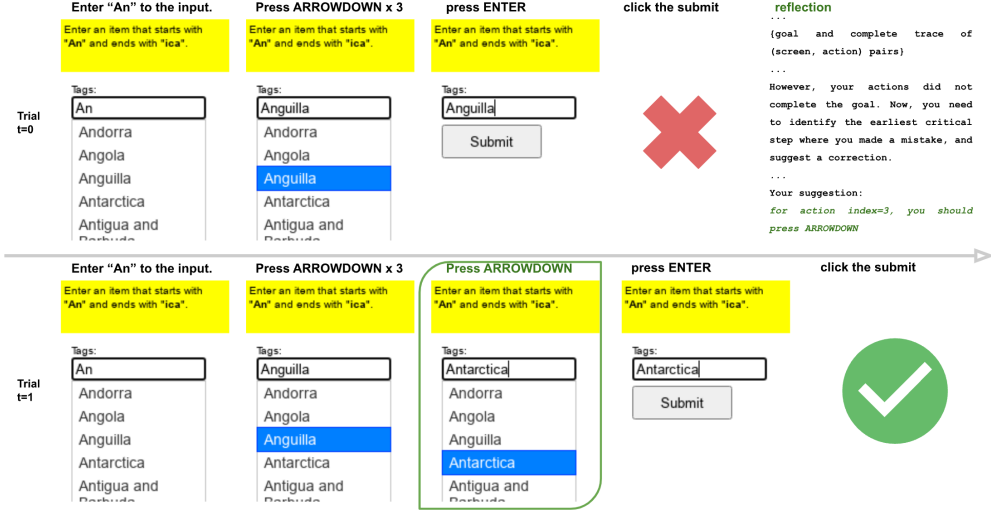 Enter “An” to the input.
Press ARROWDOWN x 3
press ENTER
click the submit
reflection
Enter an item that starts with
"An" and ends with "ica".
Enter an item that starts with
"An" and ends with "ica".
Enter an item that starts with
"An" and ends with "ica".
Trial
t=0
Tags:
An
Andorra
Angola
Anguilla
Antarctica
Antigua and
Barbuda
Tags:
Anguilla
Andorra
Angola
Anguilla
Antarctica
Antigua and
Barbuda
Tags:
Anguilla
Submit
...
{goal and complete trace of
(screen, action) pairs}
...
However, your actions did not
complete the goal. Now, you need
to identify the earliest critical
step where you made a mistake, and
suggest a correction.
...
Your suggestion:
for action index=3, you should
press ARROWDOWN
Enter “An” to the input.
Press ARROWDOWN x 3
Press ARROWDOWN
press ENTER
click the submit
Enter an item that starts with
"An" and ends with "ica".
Enter an item that starts with
"An" and ends with "ica".
Enter an item that starts with
"An" and ends with "ica".
Enter an item that starts with
"An" and ends with "ica".
Trial
t=1
Tags:
An
Andorra
Angola
Anguilla
Antarctica
Antigua and
Barbuda
Tags:
Anguilla
Andorra
Angola
Anguilla
Antarctica
Antigua and
Barbuda
Tags:
Antarctica
Andorra
Angola
Anguilla
Antarctica
Antigua and
Barbuda
Tags:
Antarctica
Submit